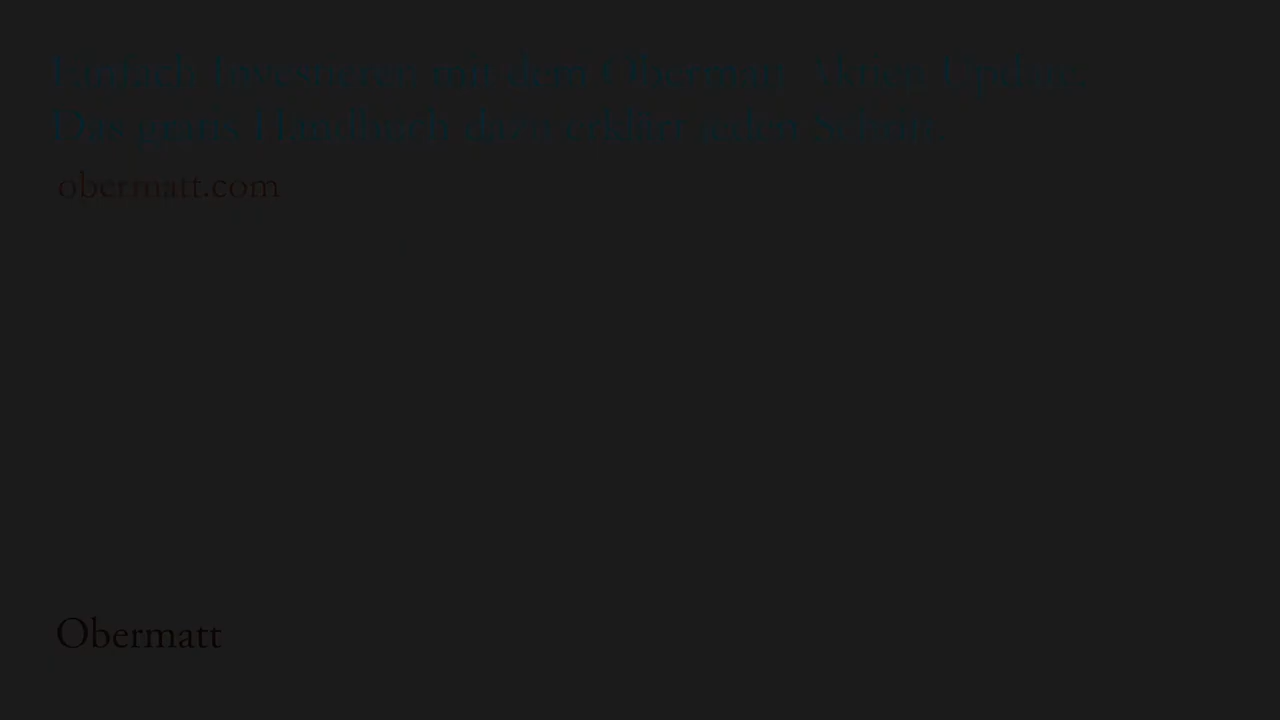 Einfach Investieren mit dem Obermatt Aktien Update.
Das gratis Handbuch dazu erklärt jeden Schritt.
obermatt.com
Obermatt